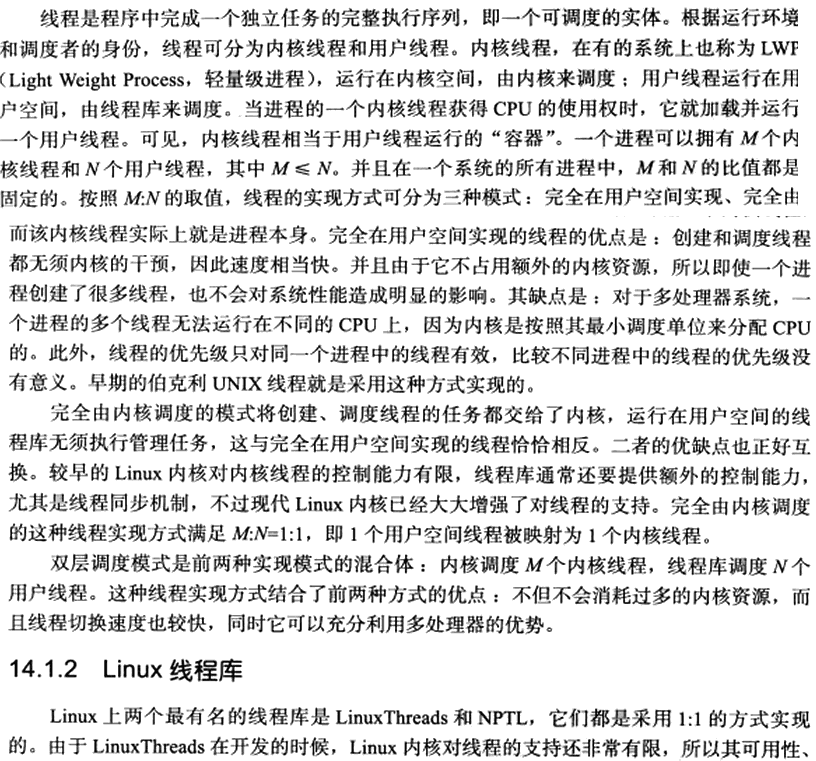 线程是程序中完成一个独立任务的完整执行序列，即一个可调度的实体。根据运行环境
和调度者的身份，线程可分为内核线程和用户线程。内核线程，在有的系统上也称为 LWP
（Light Weight Process，轻量级进程），运行在内核空间，由内核来调度；用户线程运行在用
户空间，由线程库来调度。当进程的一个内核线程获得 CPU 的使用权时，它就加载并运行
一个用户线程。可见，内核线程相当于用户线程运行的“容器”。一个进程可以拥有 M 个内
核线程和 N 个用户线程，其中 M ≤ N。并且在一个系统的所有进程中，M 和 N 的比值都是
固定的。按照 M:N 的取值，线程的实现方式可分为三种模式：完全在用户空间实现、完全由
而该内核线程实际上就是进程本身。完全在用户空间实现的线程的优点是：创建和调度线程
都无须内核的干预，因此速度相当快。并且由于它不占用额外的内核资源，所以即使一个进
程创建了很多线程，也不会对系统性能造成明显的影响。其缺点是：对于多处理器系统，一
个进程的多个线程无法运行在不同的 CPU 上，因为内核是按照其最小调度单位来分配 CPU
的。此外，线程的优先级只对同一个进程中的线程有效，比较不同进程中的线程的优先级没
有意义。早期的伯克利 UNIX 线程就是采用这种方式实现的。
完全由内核调度的模式将创建、调度线程的任务都交给了内核，运行在用户空间的线
程库无须执行管理任务，这与完全在用户空间实现的线程恰恰相反。二者的优缺点也正好互
换。较早的 Linux 内核对内核线程的控制能力有限，线程库通常还要提供额外的控制能力，
尤其是线程同步机制，不过现代 Linux 内核已经大大增强了对线程的支持。完全由内核调度
的这种线程实现方式满足 M:N=1:1，即 1 个用户空间线程被映射为 1 个内核线程。
双层调度模式是前两种实现模式的混合体：内核调度 M 个内核线程，线程库调度 N 个
用户线程。这种线程实现方式结合了前两种方式的优点：不但不会消耗过多的内核资源，而
且线程切换速度也较快，同时它可以充分利用多处理器的优势。
14.1.2 Linux 线程库
Linux 上两个最有名的线程库是 LinuxThreads 和 NPTL，它们都是采用 1:1 的方式实现
的。由于 LinuxThreads 在开发的时候，Linux 内核对线程的支持还非常有限，所以其可用性、